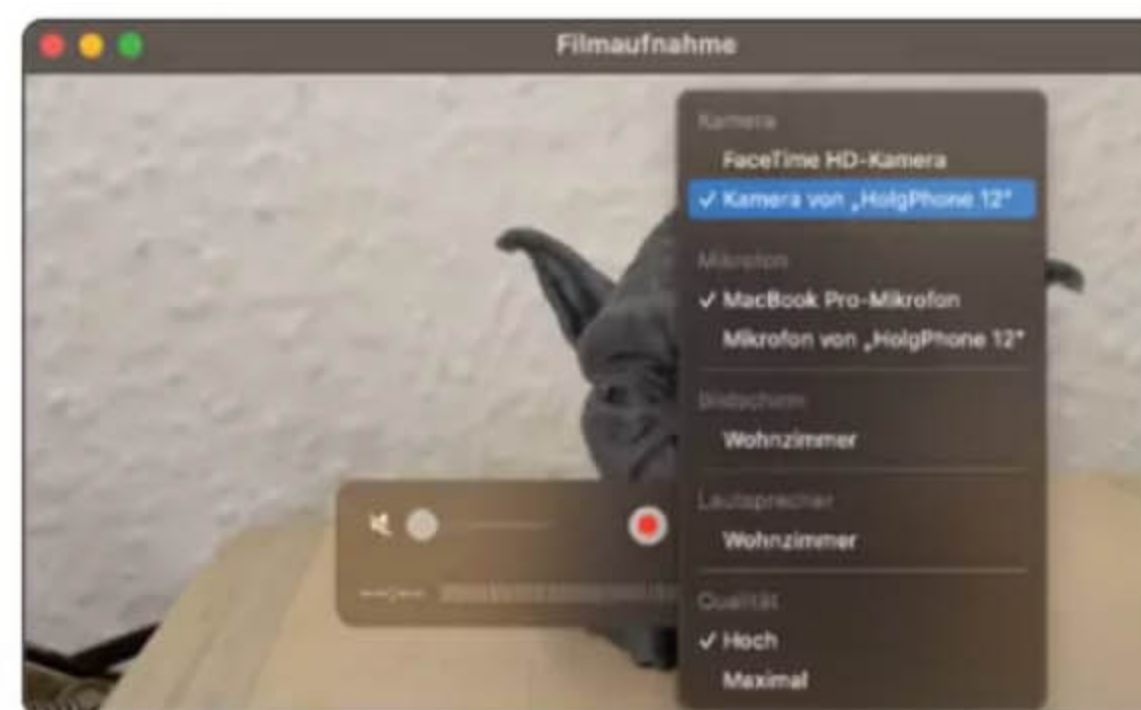 Filmaufnahme
Kamera
FaceTime HD-Kamera
✓ Kamera von „HolgPhone 12“
Mikrofon
✓ MacBook Pro-Mikrofon
Mikrofon von „HolgPhone 12“
Bildschirm
Wohnzimmer
Lautsprecher
Wohnzimmer
Qualität
✓ Hoch
Maximal